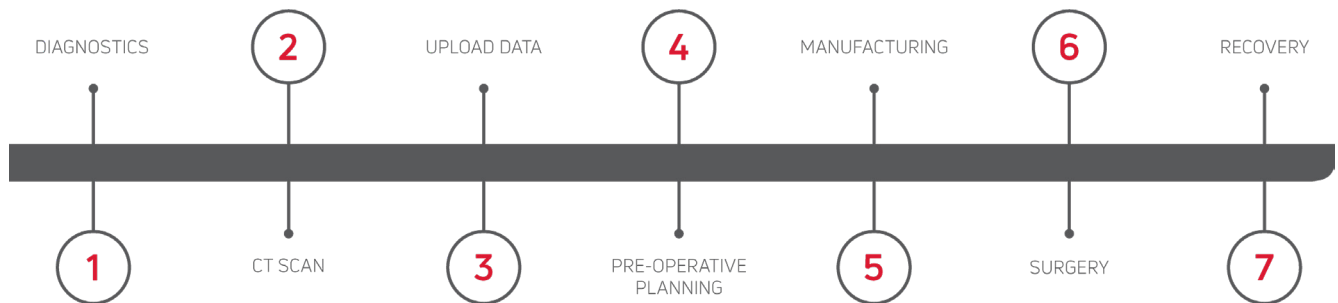 DIAGNOSTICS
1
2
CT SCAN
UPLOAD DATA
3
4
PRE-OPERATIVE
PLANNING
MANUFACTURING
5
6
SURGERY
RECOVERY
7